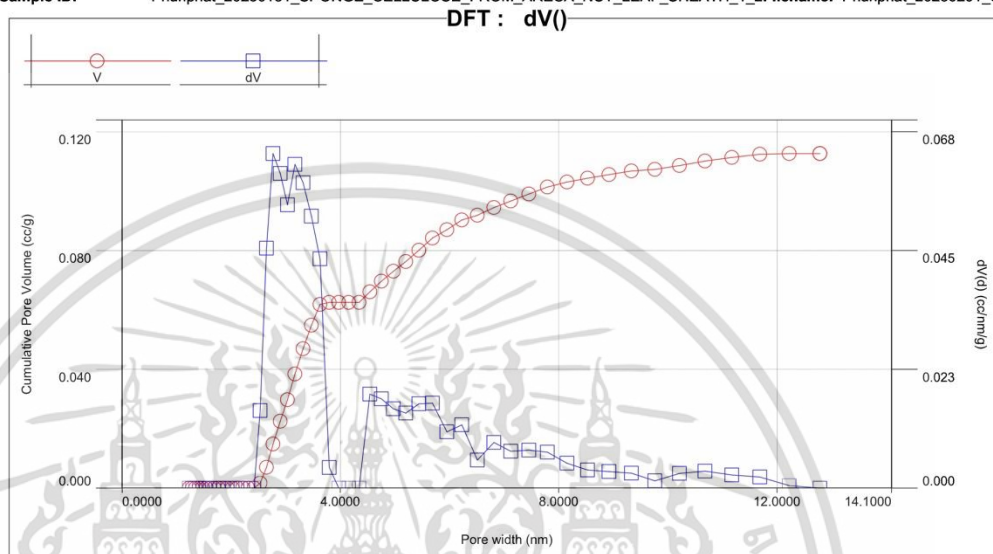 DFT : dV()
V
dV
0.120
0.080
0.040
0.000
Cumulative Pore Volume (cc/g)
0.068
0.045
0.023
0.000
dV(d) (cc/nm/g)
0.0000 4.0000 8.0000 12.0000 14.1000
Pore width (nm)